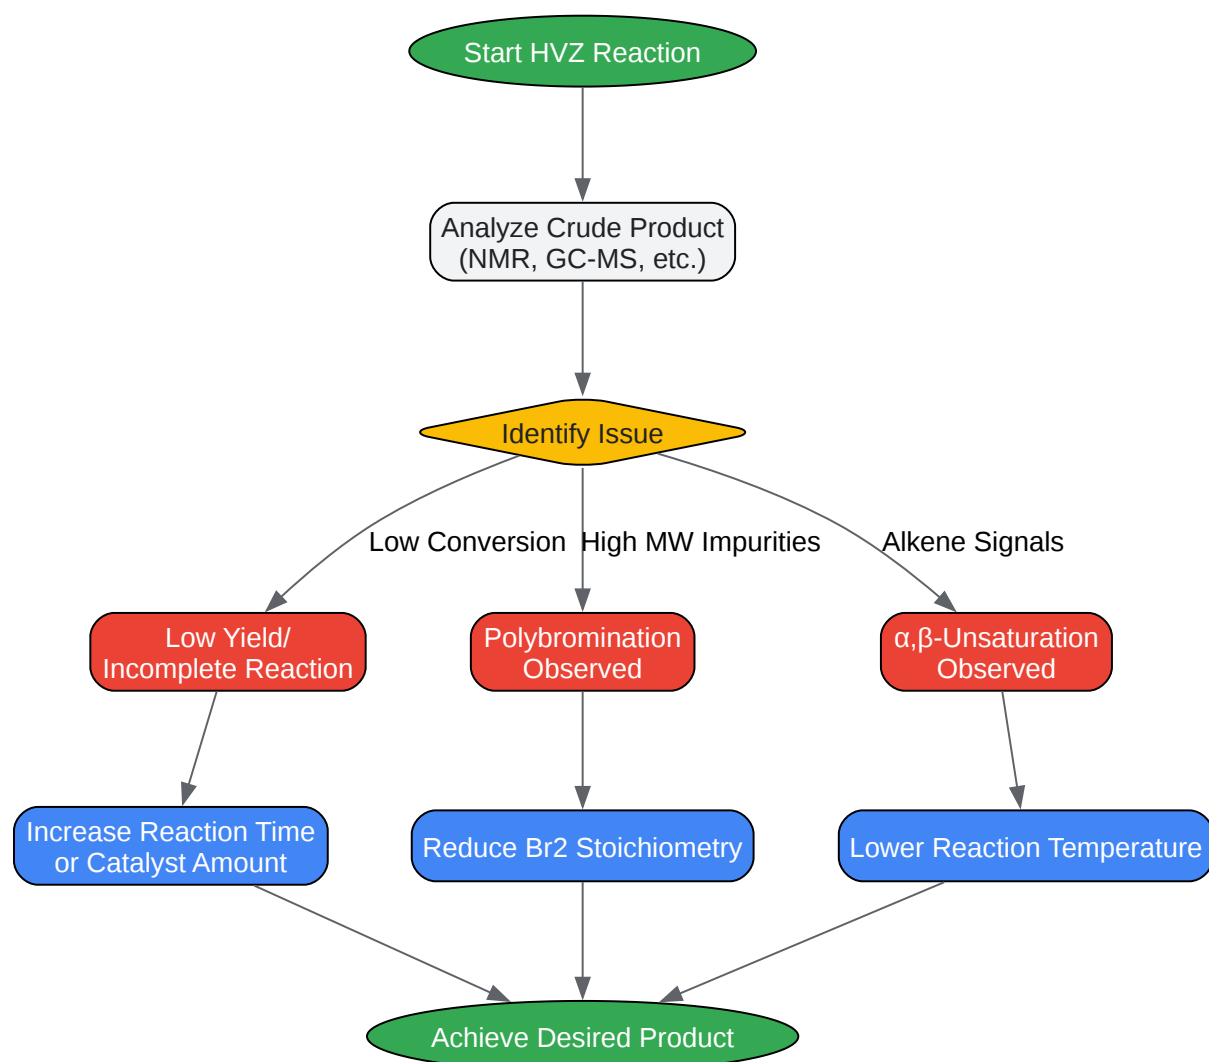 Start HVZ Reaction
Analyze Crude Product
(NMR, GC-MS, etc.)
Identify Issue
Low Conversion
High MW Impurities
Alkene Signals
Low Yield/
Incomplete Reaction
Polybromination
Observed
α,β-Unsaturation
Observed
Increase Reaction Time
or Catalyst Amount
Reduce Br2 Stoichiometry
Lower Reaction Temperature
Achieve Desired Product